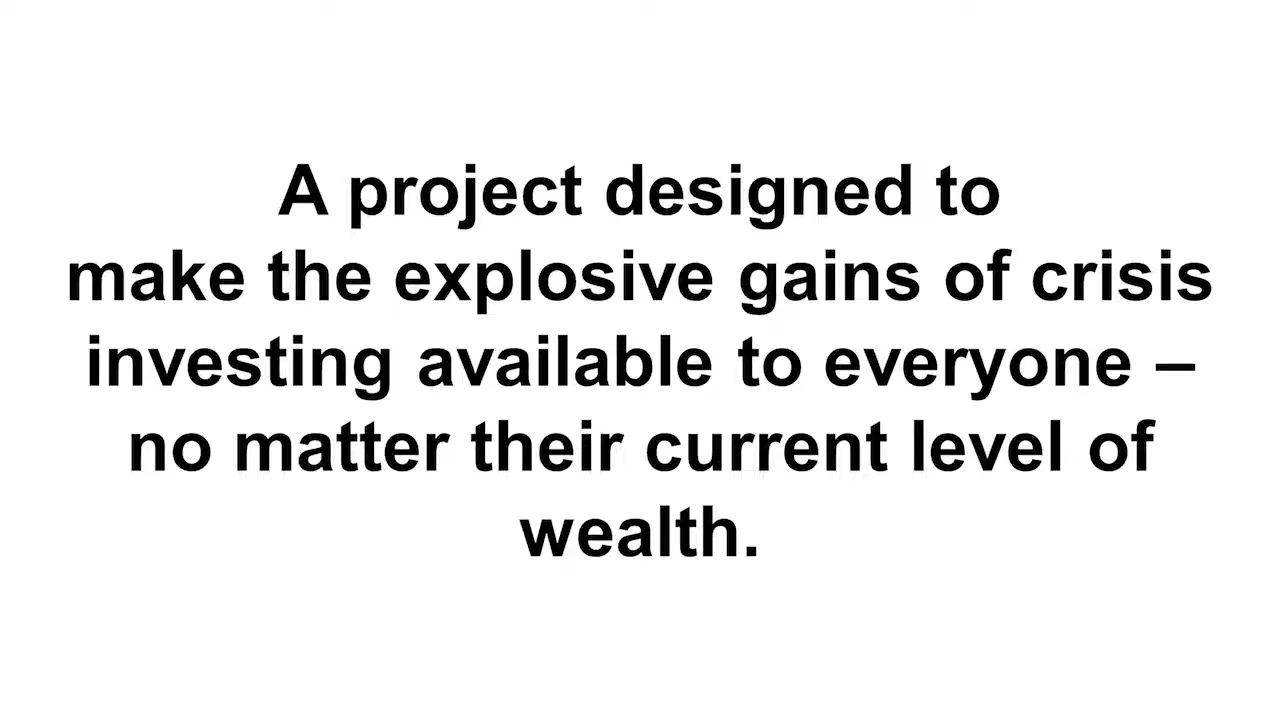 A project designed to
make the explosive gains of crisis
investing available to everyone –
no matter their current level of
wealth.